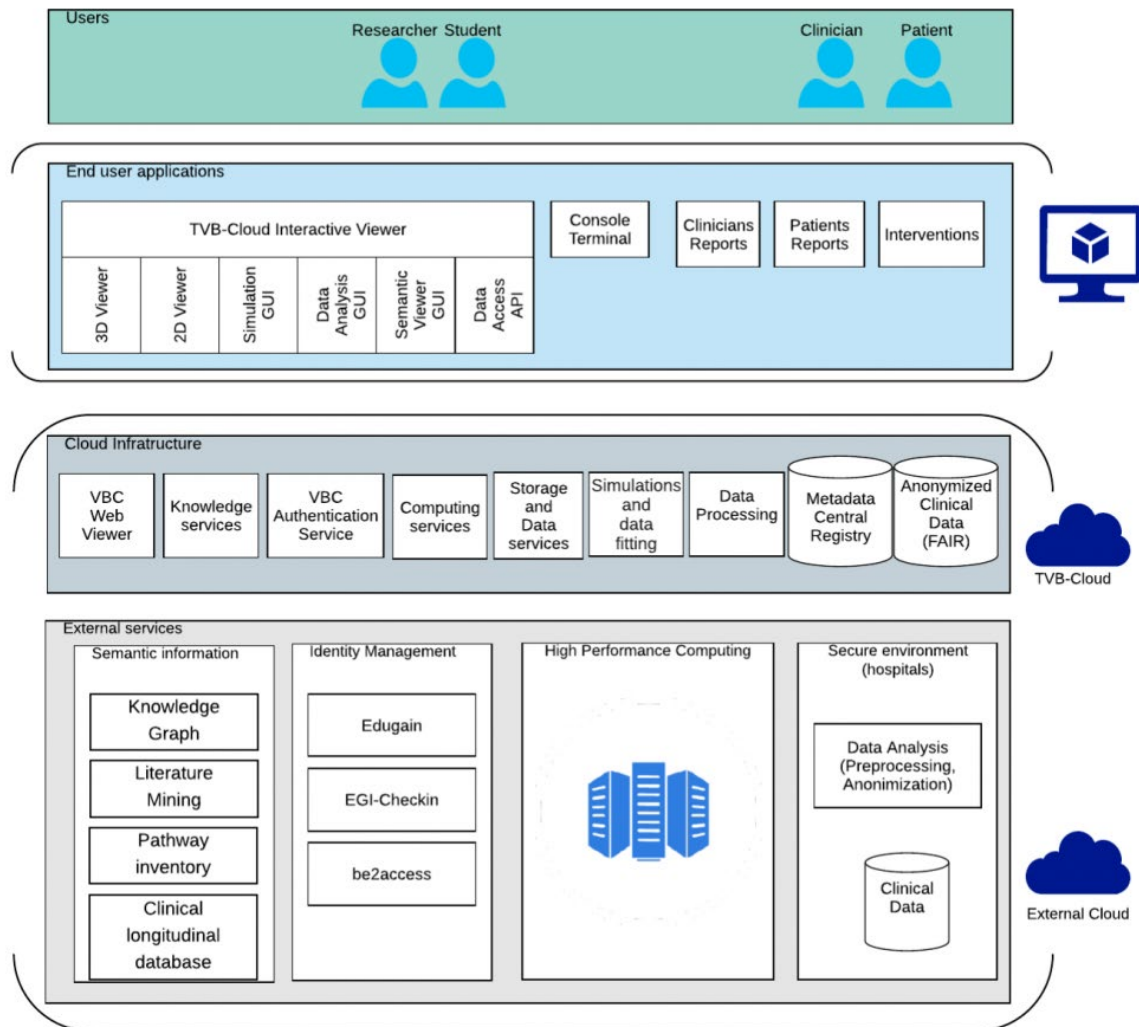 Users
Researcher Student
Clinician
Patient
End user applications
TVB-Cloud Interactive Viewer
3D Viewer
2D Viewer
Simulation
GUI
Data
Analysis
GUI
Semantic
Viewer
GUI
Data
Access
API
Console
Terminal
Clinicians
Reports
Patients
Reports
Interventions
Cloud Infratructure
VBC
Web
Viewer
Knowledge
services
VBC
Authentication
Service
Computing
services
Storage
and
Data
services
Simulations
and
data
fitting
Data
Processing
Metadata
Central
Registry
Anonymized
Clinical
Data
(FAIR)
TVB-Cloud
External services
Semantic information
Knowledge
Graph
Literature
Mining
Pathway
inventory
Clinical
longitudinal
database
Identity Management
Edugain
EGI-Checkin
be2access
High Performance Computing
Secure environment
(hospitals)
Data Analysis
(Preprocessing,
Anonimization)
Clinical
Data
External Cloud